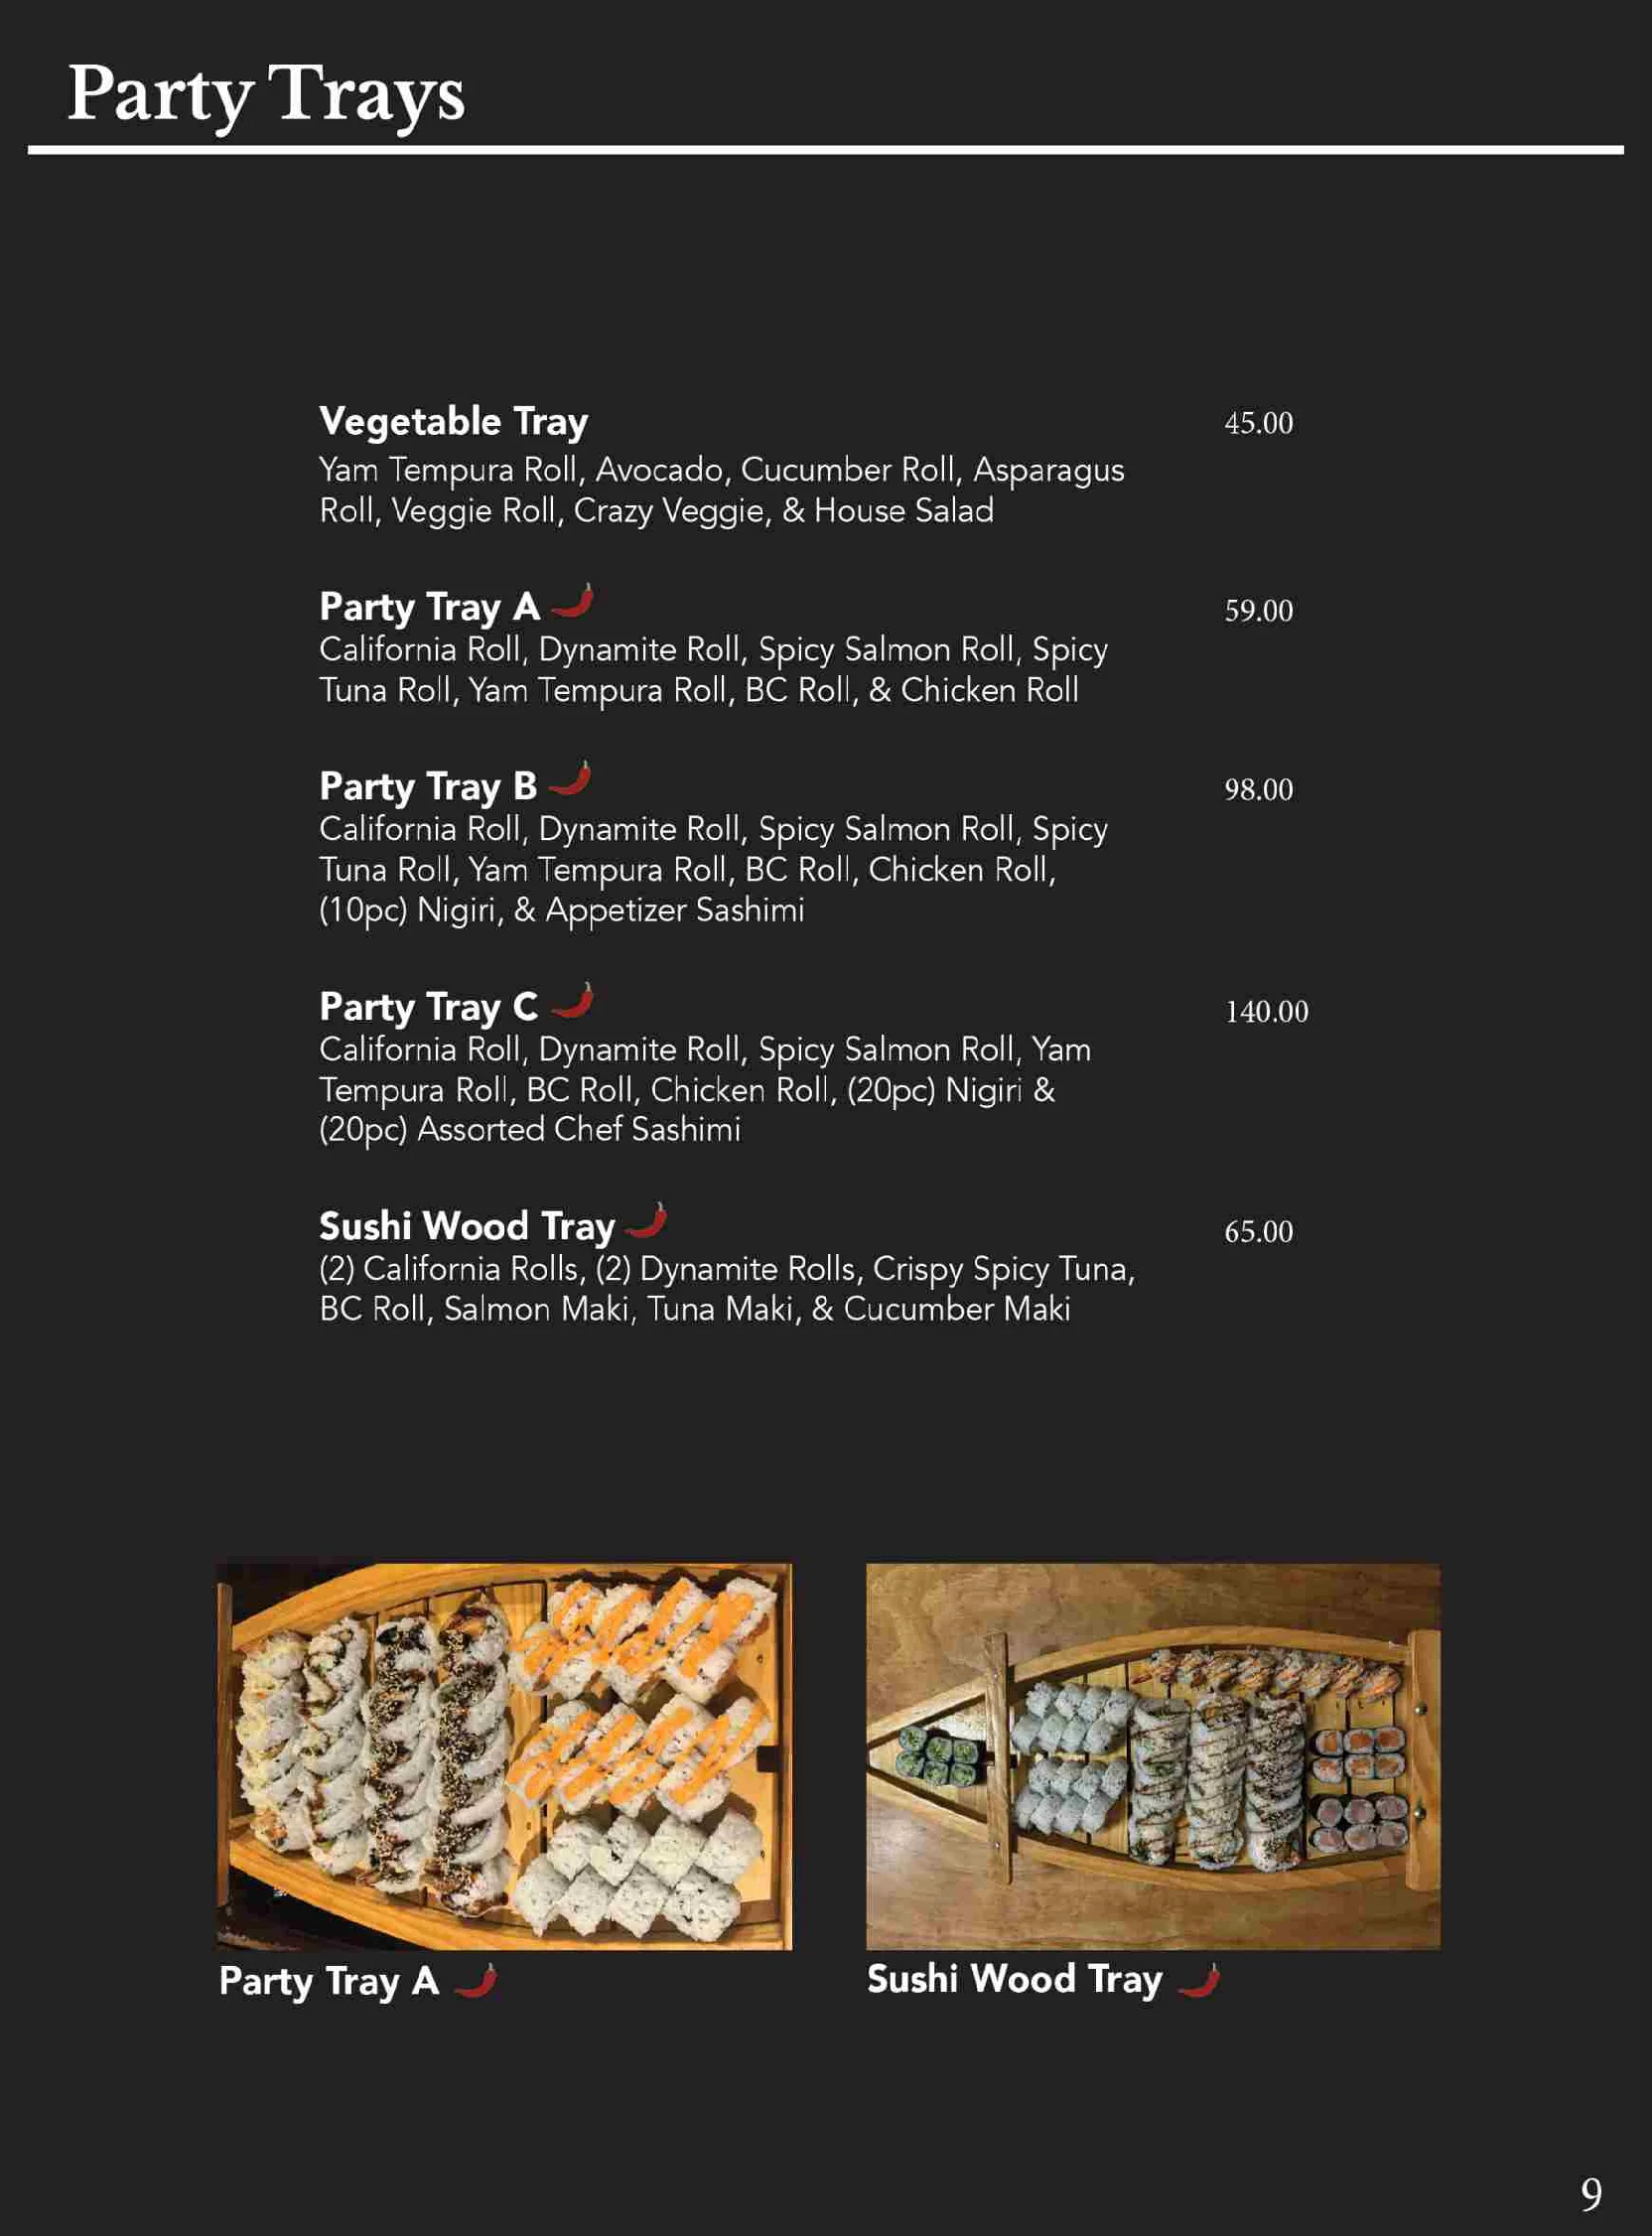 Party Trays
Vegetable Tray 45.00
Yam Tempura Roll, Avocado, Cucumber Roll, Asparagus
Roll, Veggie Roll, Crazy Veggie, & House Salad
Party Tray A 59.00
California Roll, Dynamite Roll, Spicy Salmon Roll, Spicy
Tuna Roll, Yam Tempura Roll, BC Roll, & Chicken Roll
Party Tray B 98.00
California Roll, Dynamite Roll, Spicy Salmon Roll, Spicy
Tuna Roll, Yam Tempura Roll, BC Roll, Chicken Roll,
(10pc) Nigiri, & Appetizer Sashimi
Party Tray C 140.00
California Roll, Dynamite Roll, Spicy Salmon Roll, Yam
Tempura Roll, BC Roll, Chicken Roll, (20pc) Nigiri &
(20pc) Assorted Chef Sashimi
Sushi Wood Tray 65.00
(2) California Rolls, (2) Dynamite Rolls, Crispy Spicy Tuna,
BC Roll, Salmon Maki, Tuna Maki, & Cucumber Maki
Party Tray A
Sushi Wood Tray
9